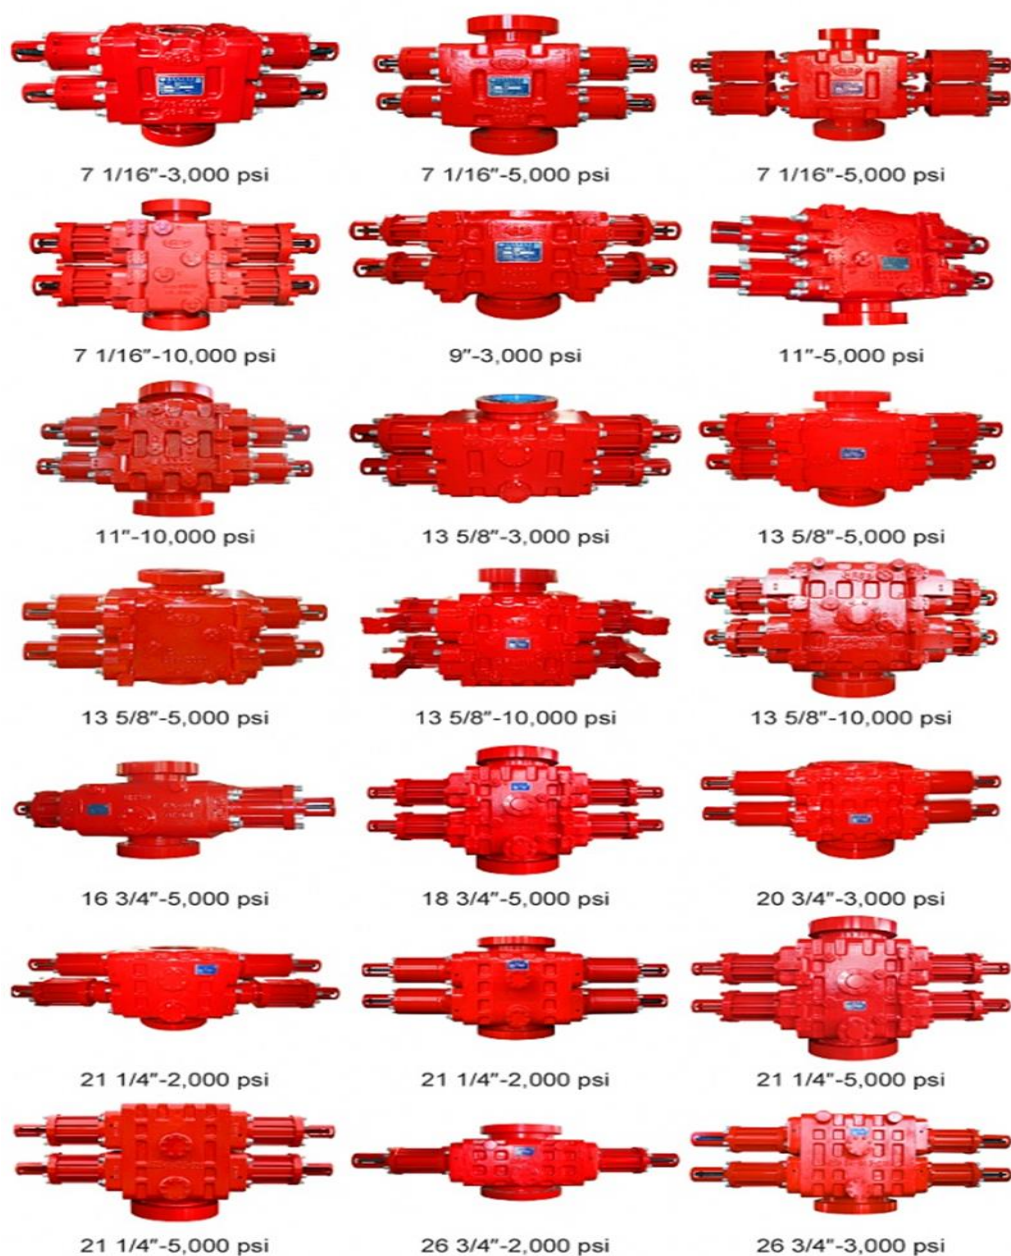 7 1/16"-3,000 psi
7 1/16"-5,000 psi
7 1/16"-5,000 psi
7 1/16"-10,000 psi
9"-3,000 psi
11"-5,000 psi
11"-10,000 psi
13 5/8"-3,000 psi
13 5/8"-5,000 psi
13 5/8"-5,000 psi
13 5/8"-10,000 psi
13 5/8"-10,000 psi
16 3/4"-5,000 psi
18 3/4"-5,000 psi
20 3/4"-3,000 psi
21 1/4"-2,000 psi
21 1/4"-2,000 psi
21 1/4"-5,000 psi
21 1/4"-5,000 psi
26 3/4"-2,000 psi
26 3/4"-3,000 psi